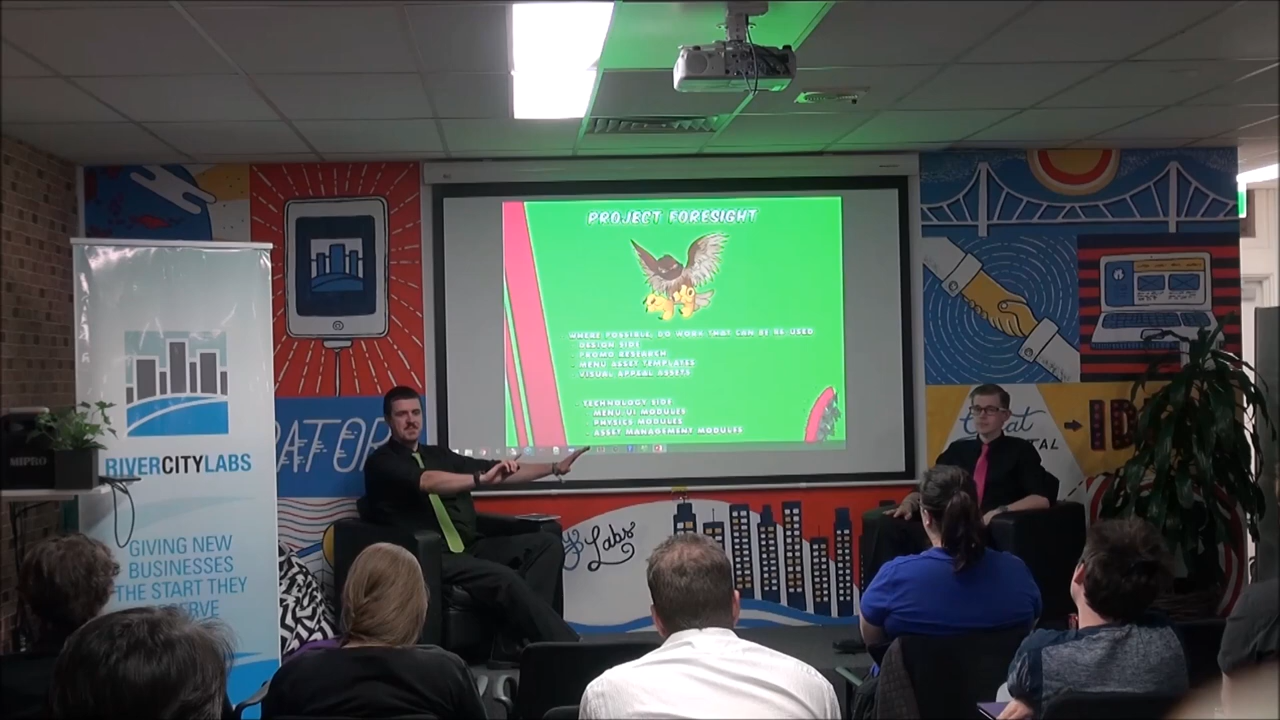 PROJECT FORESIGHT
WHERE POSSIBLE, DO WORK THAT CAN BE RE-USED
- DESIGN SIDE
- PROMO RESEARCH
- MENU ASSET TEMPLATES
- VISUAL APPEAL ASSETS
- TECHNOLOGY SIDE
- MENU UI MODULES
- PHYSICS MODULES
- ASSET MANAGEMENT MODULES
RIVERCITYLABS
GIVING NEW
BUSINESSES
THE START THEY
MIPRO
Labs